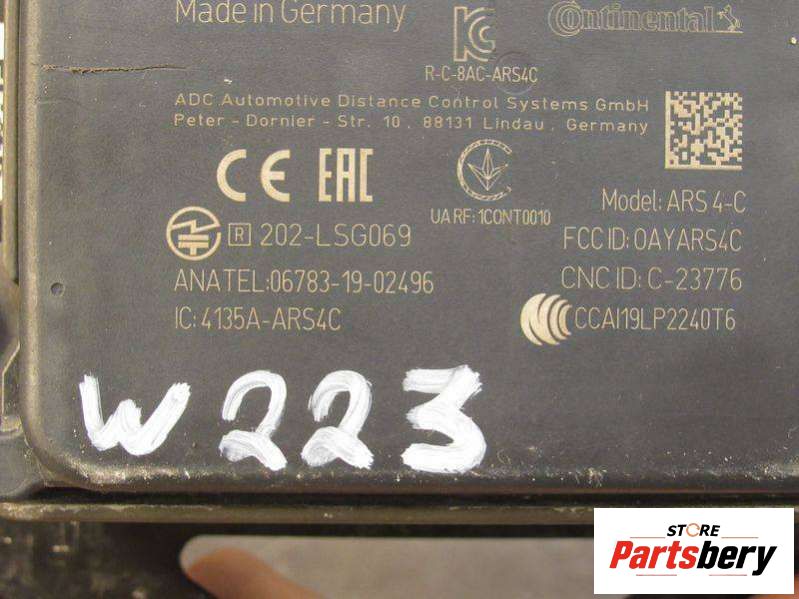 Made in Germany
Continental
R-C-8AC-ARS4C
ADC Automotive Distance Control Systems GmbH
Peter - Dornier - Str. 10 , 88131 Lindau , Germany
CE EAC
UA RF: 1CONT0010
Model: ARS 4-C
R 202-LSG069
FCC ID: OAYARS4C
ANATEL:06783-19-02496
CNC ID: C-23776
IC: 4135A-ARS4C
CCAI19LP2240T6
W223
STORE
Partsbery